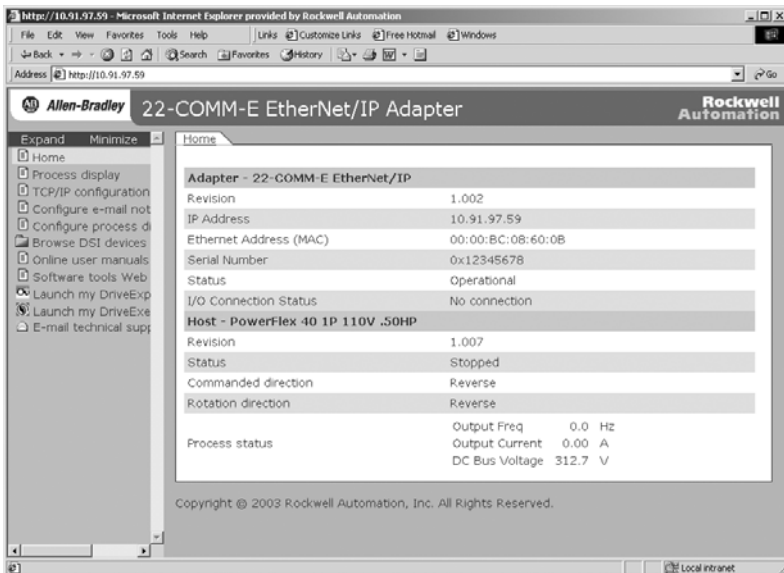 http://10.91.97.59 - Microsoft Internet Explorer provided by Rockwell Automation
File Edit View Favorites Tools Help Links Customize Links Free Hotmail Windows
Back Search Favorites History
Address http://10.91.97.59 Go
AB Allen-Bradley 22-COMM-E EtherNet/IP Adapter Rockwell Automation
Expand Minimize
Home
Process display
TCP/IP configuration
Configure e-mail not
Configure process di
Browse DSI devices
Online user manuals
Software tools Web
Launch my DriveExp
Launch my DriveExe
E-mail technical supp
Home
Adapter - 22-COMM-E EtherNet/IP
Revision 1.002
IP Address 10.91.97.59
Ethernet Address (MAC) 00:00:BC:08:60:0B
Serial Number 0x12345678
Status Operational
I/O Connection Status No connection
Host - PowerFlex 40 1P 110V .50HP
Revision 1.007
Status Stopped
Commanded direction Reverse
Rotation direction Reverse
Process status
Output Freq 0.0 Hz
Output Current 0.00 A
DC Bus Voltage 312.7 V
Copyright © 2003 Rockwell Automation, Inc. All Rights Reserved.
Local intranet